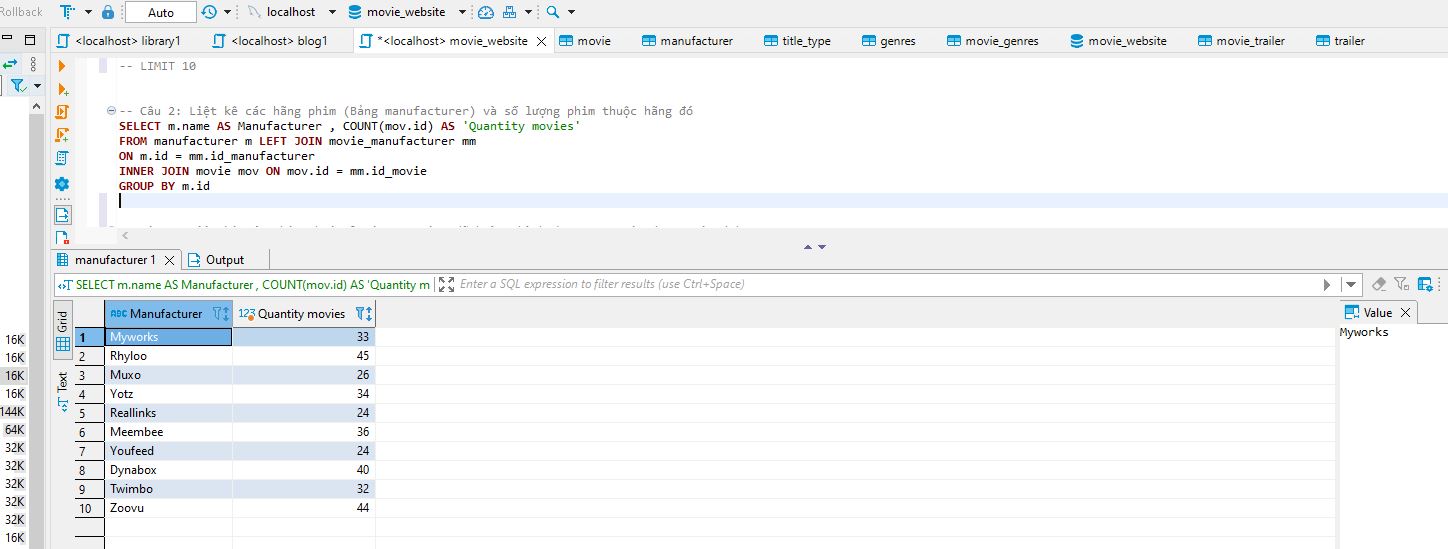 Rollback
Auto
localhost
movie_website
<localhost> library1
<localhost> blog1
*<localhost> movie_website
movie
manufacturer
title_type
genres
movie_genres
movie_website
movie_trailer
trailer
-- LIMIT 10
-- Câu 2: Liệt kê các hãng phim (Bảng manufacturer) và số lượng phim thuộc hãng đó
SELECT m.name AS Manufacturer , COUNT(mov.id) AS 'Quantity movies'
FROM manufacturer m LEFT JOIN movie_manufacturer mm
ON m.id = mm.id_manufacturer
INNER JOIN movie mov ON mov.id = mm.id_movie
GROUP BY m.id
manufacturer 1
Output
SELECT m.name AS Manufacturer , COUNT(mov.id) AS 'Quantity m
Enter a SQL expression to filter results (use Ctrl+Space)
Grid
Text
ABC Manufacturer
123 Quantity movies
1 Myworks 33
2 Rhyloo 45
3 Muxo 26
4 Yotz 34
5 Reallinks 24
6 Meembee 36
7 Youfeed 24
8 Dynabox 40
9 Twimbo 32
10 Zoovu 44
Value
Myworks
16K
16K
16K
16K
144K
64K
32K
32K
32K
32K
32K
16K